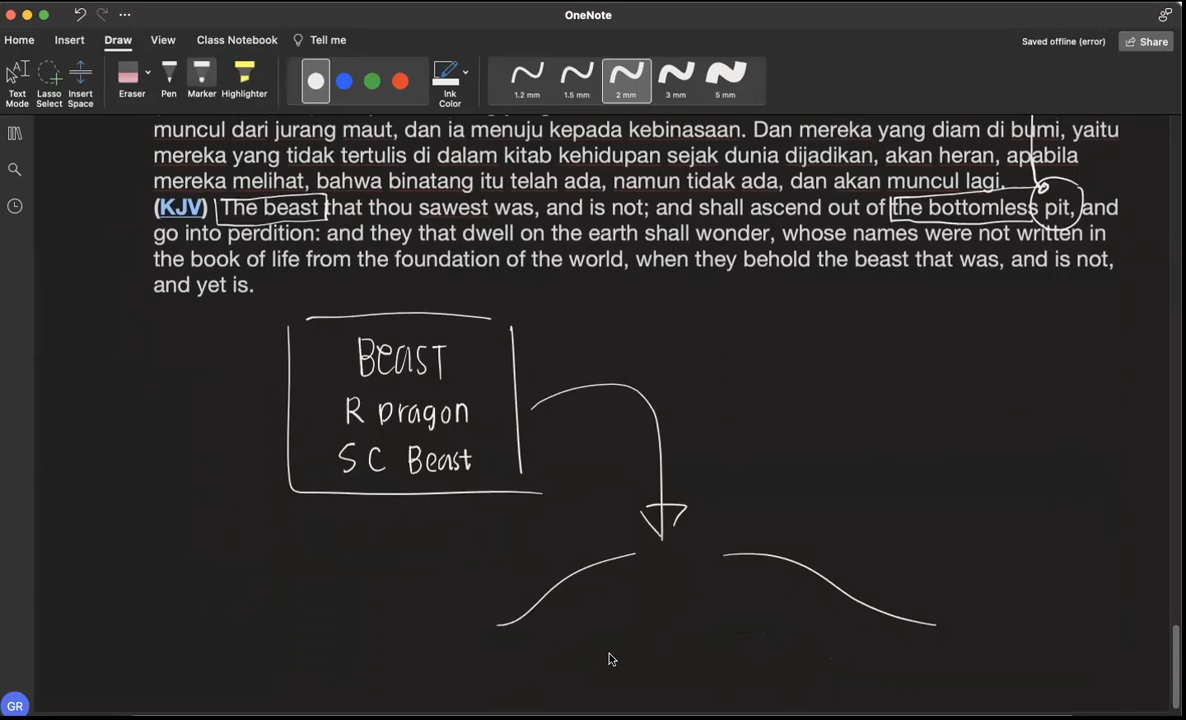 OneNote
Home Insert Draw View Class Notebook Tell me
Saved offline (error) Share
Text Mode
Lasso Select
Insert Space
Eraser
Pen
Marker
Highlighter
Ink Color
1.2 mm 1.5 mm 2 mm 3 mm 5 mm
muncul dari jurang maut, dan ia menuju kepada kebinasaan. Dan mereka yang diam di bumi, yaitu
mereka yang tidak tertulis di dalam kitab kehidupan sejak dunia dijadikan, akan heran, apabila
mereka melihat, bahwa binatang itu telah ada, namun tidak ada, dan akan muncul lagi.
(KJV) The beast that thou sawest was, and is not; and shall ascend out of the bottomless pit, and
go into perdition: and they that dwell on the earth shall wonder, whose names were not written in
the book of life from the foundation of the world, when they behold the beast that was, and is not,
and yet is.
Beast
R Dragon
S C Beast
GR